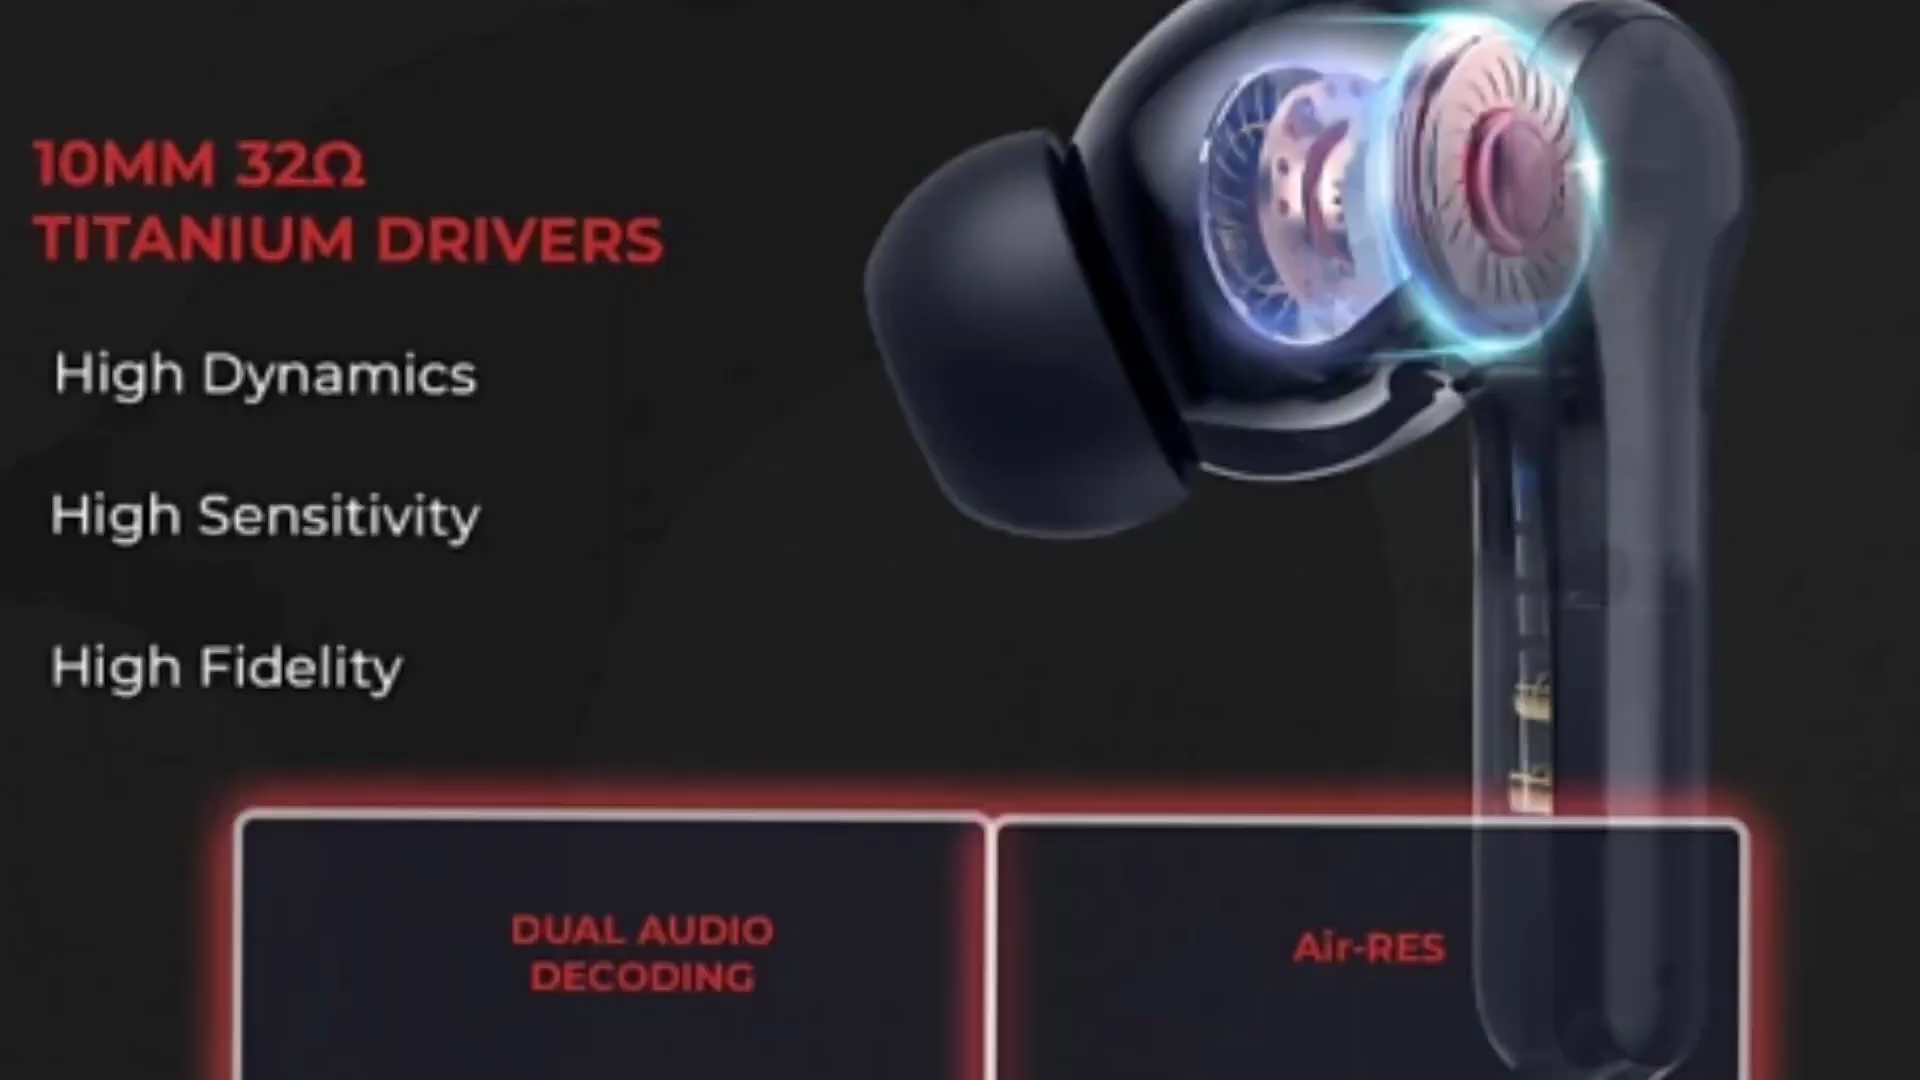 10MM 32Ω
TITANIUM DRIVERS
High Dynamics
High Sensitivity
High Fidelity
DUAL AUDIO
DECODING
Air-RES